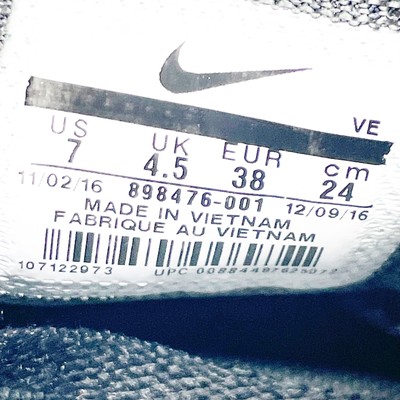 VE
US UK EUR cm
7 4.5 38 24
11/02/16 898476-001 12/09/16
MADE IN VIETNAM
FABRIQUE AU VIETNAM
107122973 UPC